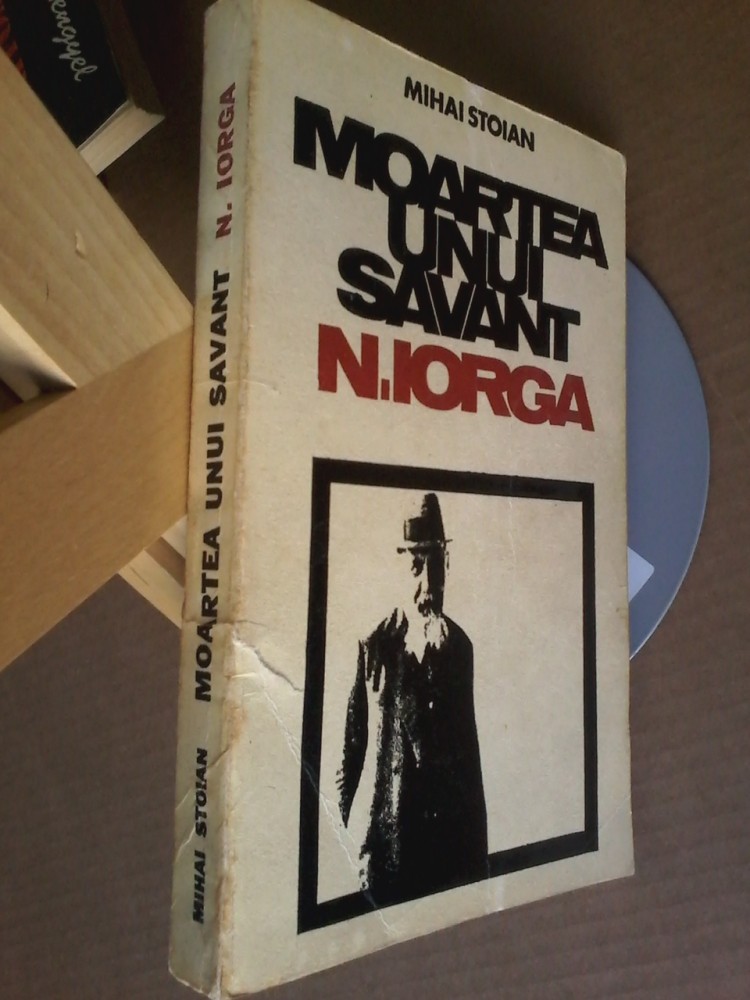 MIHAI STOIAN
MOARTEA
UNUI
SAVANT
N. IORGA
MIHAI STOIAN MOARTEA UNUI SAVANT N. IORGA